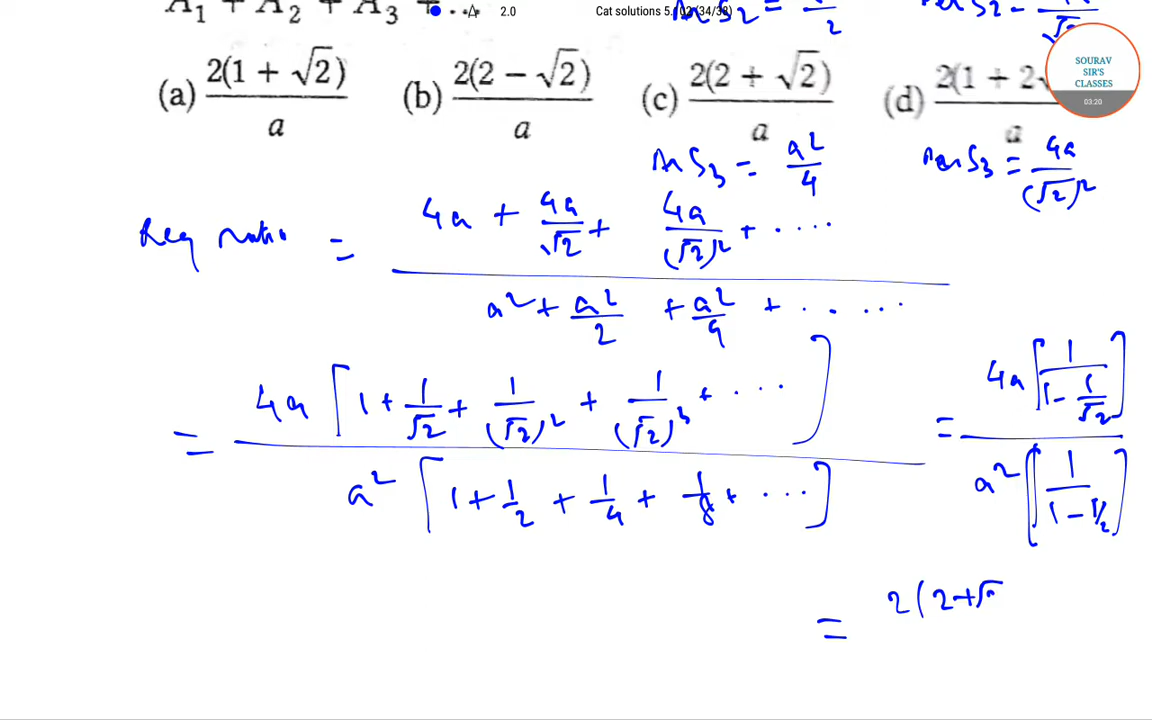 A₁ + A₂ + A₃ + ... 2.0 Cat solutions 5.
SOURAV SIR'S CLASSES 03:20
(a) 2(1 + √2)/a (b) 2(2 − √2)/a (c) 2(2 + √2)/a (d) 2(1 + 2
S₃ = a²/4 S₃ = 4a/(√2)²
Req ratio = (4a + 4a/√2 + 4a/(√2)² + ....)/(a² + a²/2 + a²/4 + .....)
= 4a[1 + 1/√2 + 1/(√2)² + 1/(√2)³ + ...]/a²[1 + 1/2 + 1/4 + 1/8 + ...] = 4a[1/(1 − 1/√2)]/a²[1/(1 − 1/2)]
= 2(2+√